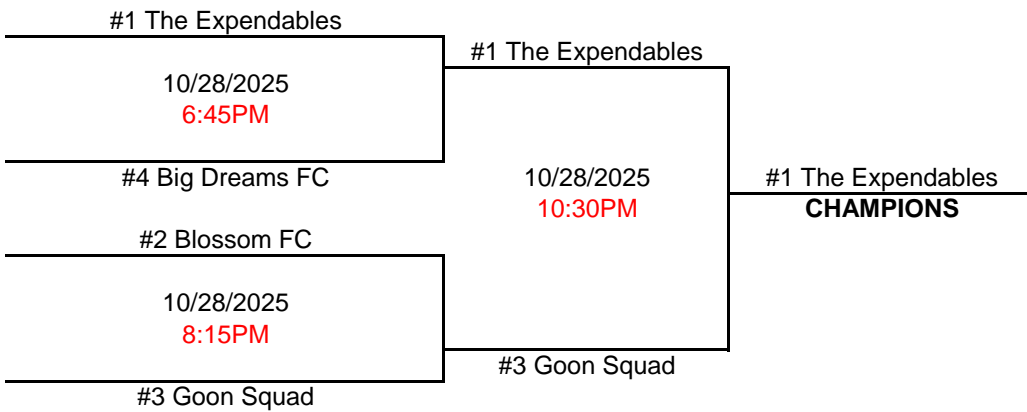 #1 The Expendables
#1 The Expendables
10/28/2025
6:45PM
#4 Big Dreams FC
10/28/2025
10:30PM
#1 The Expendables
CHAMPIONS
#2 Blossom FC
10/28/2025
8:15PM
#3 Goon Squad
#3 Goon Squad